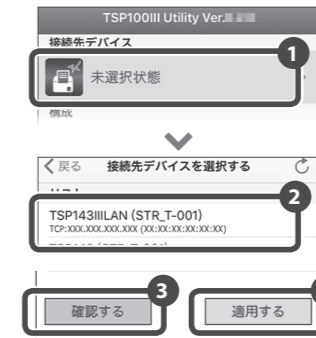 TSP100III Utility Ver.
接続先デバイス
1
未選択状態
構成
戻る 接続先デバイスを選択する
2
TSP143IIILAN (STR_T-001)
TCP:XXX.XXX.XXX.XXX (XX:XX:XX:XX:XX:XX)
3
確認する 適用する